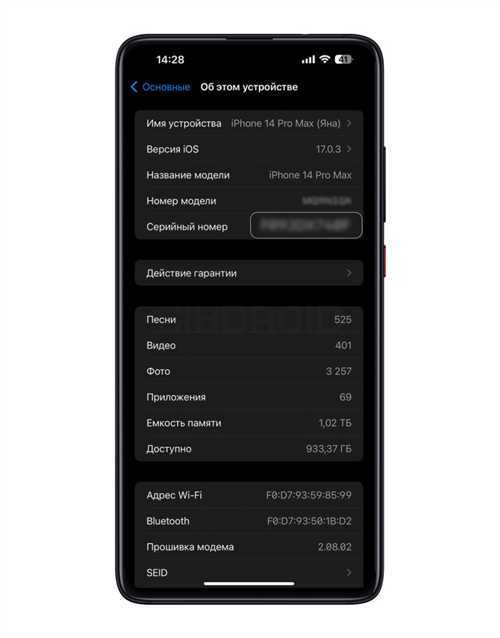 14:28
41
Основные Об этом устройстве
Имя устройства iPhone 14 Pro Max (Яна)
Версия iOS 17.0.3
Название модели iPhone 14 Pro Max
Номер модели
Серийный номер
Действие гарантии
Песни 525
Видео 401
Фото 3 257
Приложения 69
Емкость памяти 1,02 ТБ
Доступно 933,37 ГБ
Адрес Wi-Fi F0:D7:93:59:85:99
Bluetooth F0:D7:93:50:1B:D2
Прошивка модема 2.08.02
SEID